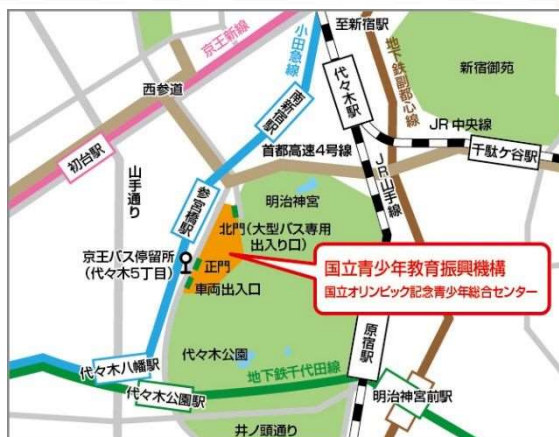 至新宿駅
小田急線
京王新線
地下鉄副都心線
代々木駅
新宿御苑
西参道
南新宿駅
JR中央線
首都高速4号線
千駄ケ谷駅
初台駅
山手通り
JR山手線
参宮橋駅
明治神宮
北門(大型バス専用
出入り口)
京王バス停留所
(代々木5丁目)
正門
車両出入口
国立青少年教育振興機構
国立オリンピック記念青少年総合センター
原宿駅
代々木公園
代々木八幡駅
地下鉄千代田線
代々木公園駅
明治神宮前駅
井ノ頭通り